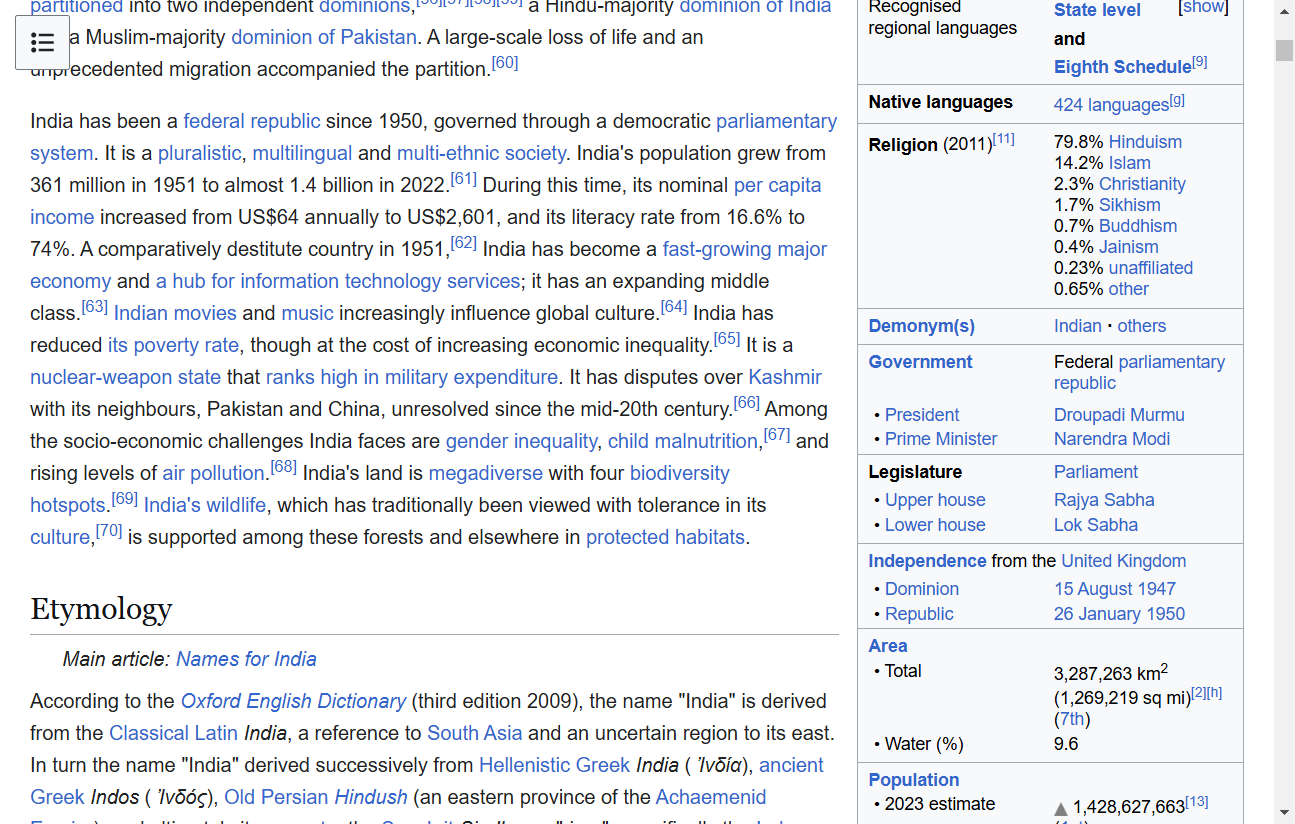 partitioned into two independent dominions,[56][97][98][99] a Hindu-majority dominion of India
a Muslim-majority dominion of Pakistan. A large-scale loss of life and an
unprecedented migration accompanied the partition.[60]
India has been a federal republic since 1950, governed through a democratic parliamentary
system. It is a pluralistic, multilingual and multi-ethnic society. India's population grew from
361 million in 1951 to almost 1.4 billion in 2022.[61] During this time, its nominal per capita
income increased from US$64 annually to US$2,601, and its literacy rate from 16.6% to
74%. A comparatively destitute country in 1951,[62] India has become a fast-growing major
economy and a hub for information technology services; it has an expanding middle
class.[63] Indian movies and music increasingly influence global culture.[64] India has
reduced its poverty rate, though at the cost of increasing economic inequality.[65] It is a
nuclear-weapon state that ranks high in military expenditure. It has disputes over Kashmir
with its neighbours, Pakistan and China, unresolved since the mid-20th century.[66] Among
the socio-economic challenges India faces are gender inequality, child malnutrition,[67] and
rising levels of air pollution.[68] India's land is megadiverse with four biodiversity
hotspots.[69] India's wildlife, which has traditionally been viewed with tolerance in its
culture,[70] is supported among these forests and elsewhere in protected habitats.
Etymology
Main article: Names for India
According to the Oxford English Dictionary (third edition 2009), the name "India" is derived
from the Classical Latin India, a reference to South Asia and an uncertain region to its east.
In turn the name "India" derived successively from Hellenistic Greek India ( Ἰνδία), ancient
Greek Indos ( Ἰνδός), Old Persian Hindush (an eastern province of the Achaemenid
Recognised regional languages
State level [show]
and
Eighth Schedule[9]
Native languages 424 languages[g]
Religion (2011)[11] 79.8% Hinduism
14.2% Islam
2.3% Christianity
1.7% Sikhism
0.7% Buddhism
0.4% Jainism
0.23% unaffiliated
0.65% other
Demonym(s) Indian · others
Government Federal parliamentary
republic
• President Droupadi Murmu
• Prime Minister Narendra Modi
Legislature Parliament
• Upper house Rajya Sabha
• Lower house Lok Sabha
Independence from the United Kingdom
• Dominion 15 August 1947
• Republic 26 January 1950
Area
• Total 3,287,263 km2
(1,269,219 sq mi)[2][h]
(7th)
• Water (%) 9.6
Population
• 2023 estimate ▲ 1,428,627,663[13]